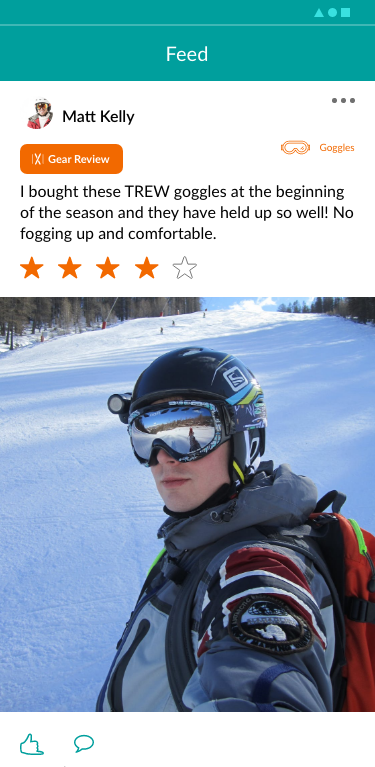 Feed
Matt Kelly
Gear Review
Goggles
I bought these TREW goggles at the beginning
of the season and they have held up so well! No
fogging up and comfortable.